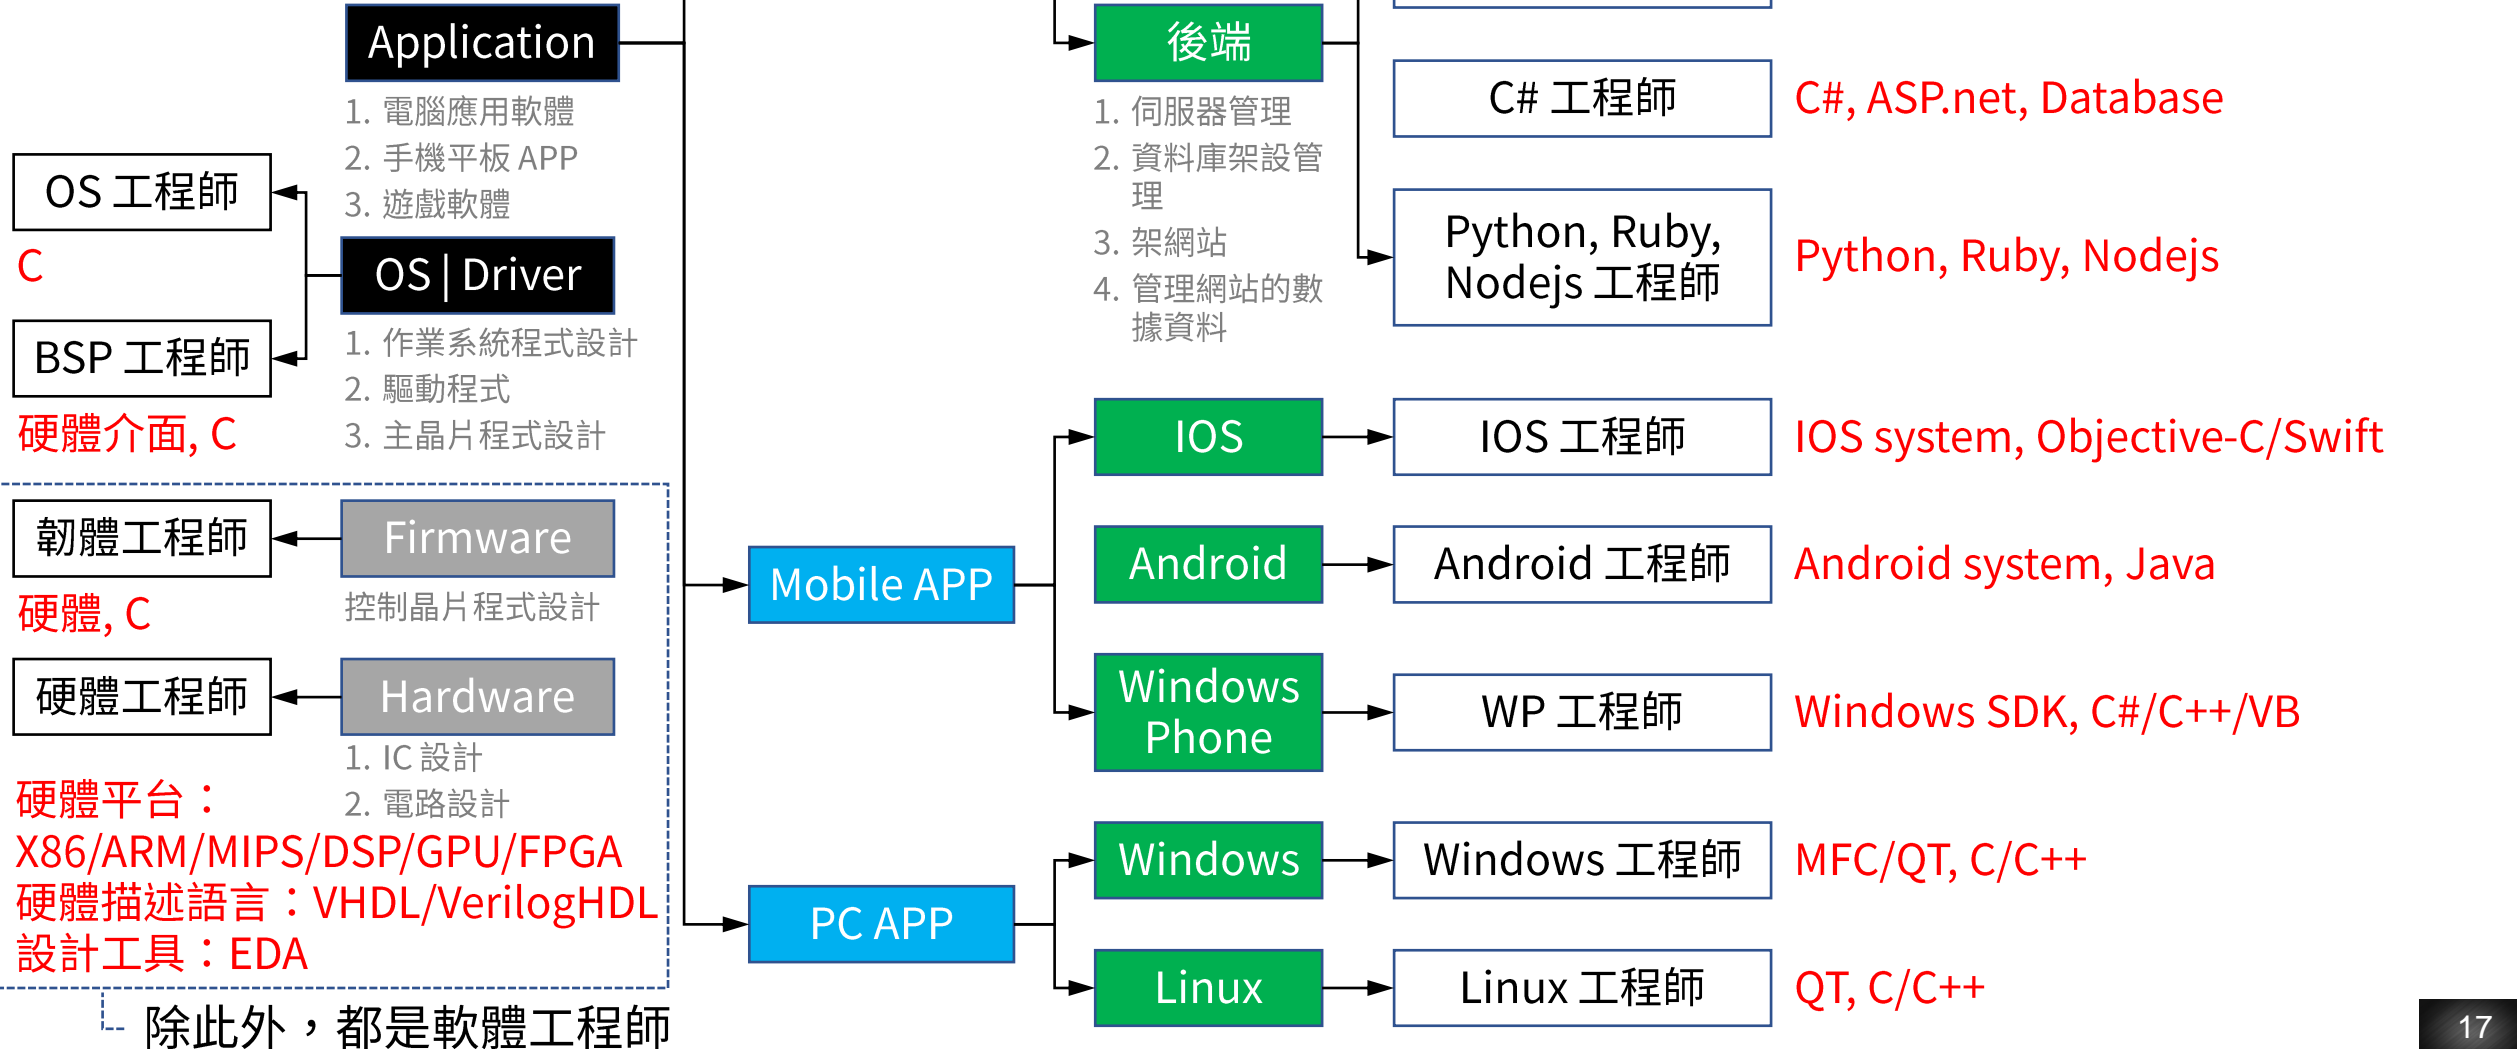 Application
1. 電腦應用軟體
2. 手機平板 APP
3. 遊戲軟體
OS 工程師
C
OS | Driver
BSP 工程師
硬體介面, C
1. 作業系統程式設計
2. 驅動程式
3. 主晶片程式設計
韌體工程師
硬體, C
Firmware
控制晶片程式設計
硬體工程師
Hardware
1. IC 設計
2. 電路設計
硬體平台：
X86/ARM/MIPS/DSP/GPU/FPGA
硬體描述語言：VHDL/VerilogHDL
設計工具：EDA
除此外，都是軟體工程師
Mobile APP
PC APP
後端
1. 伺服器管理
2. 資料庫架設管
理
3. 架網站
4. 管理網站的數
據資料
C# 工程師
C#, ASP.net, Database
Python, Ruby,
Nodejs 工程師
Python, Ruby, Nodejs
IOS
IOS 工程師
IOS system, Objective-C/Swift
Android
Android 工程師
Android system, Java
Windows
Phone
WP 工程師
Windows SDK, C#/C++/VB
Windows
Windows 工程師
MFC/QT, C/C++
Linux
Linux 工程師
QT, C/C++
17